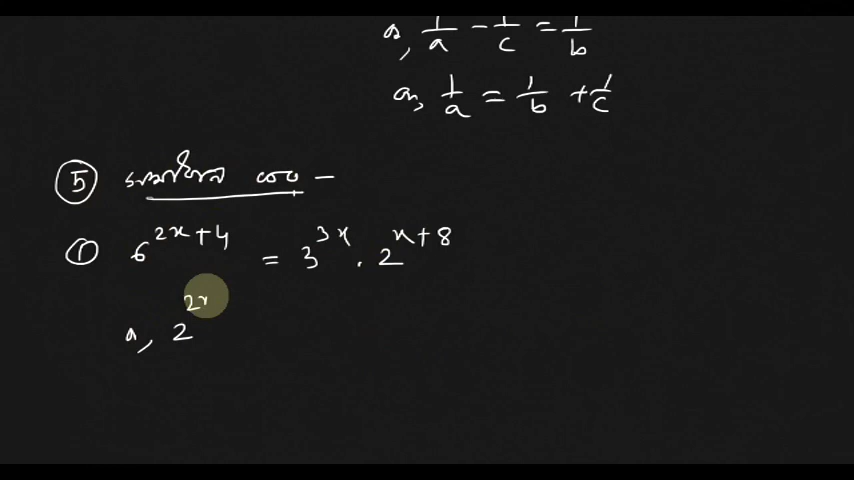 বা, 1/a - 1/c = 1/b
বা, 1/a = 1/b + 1/c
5 সমাধান করো -
① 6^{2x+4} = 3^{3x} . 2^{x+8}
বা, 2^{2x}